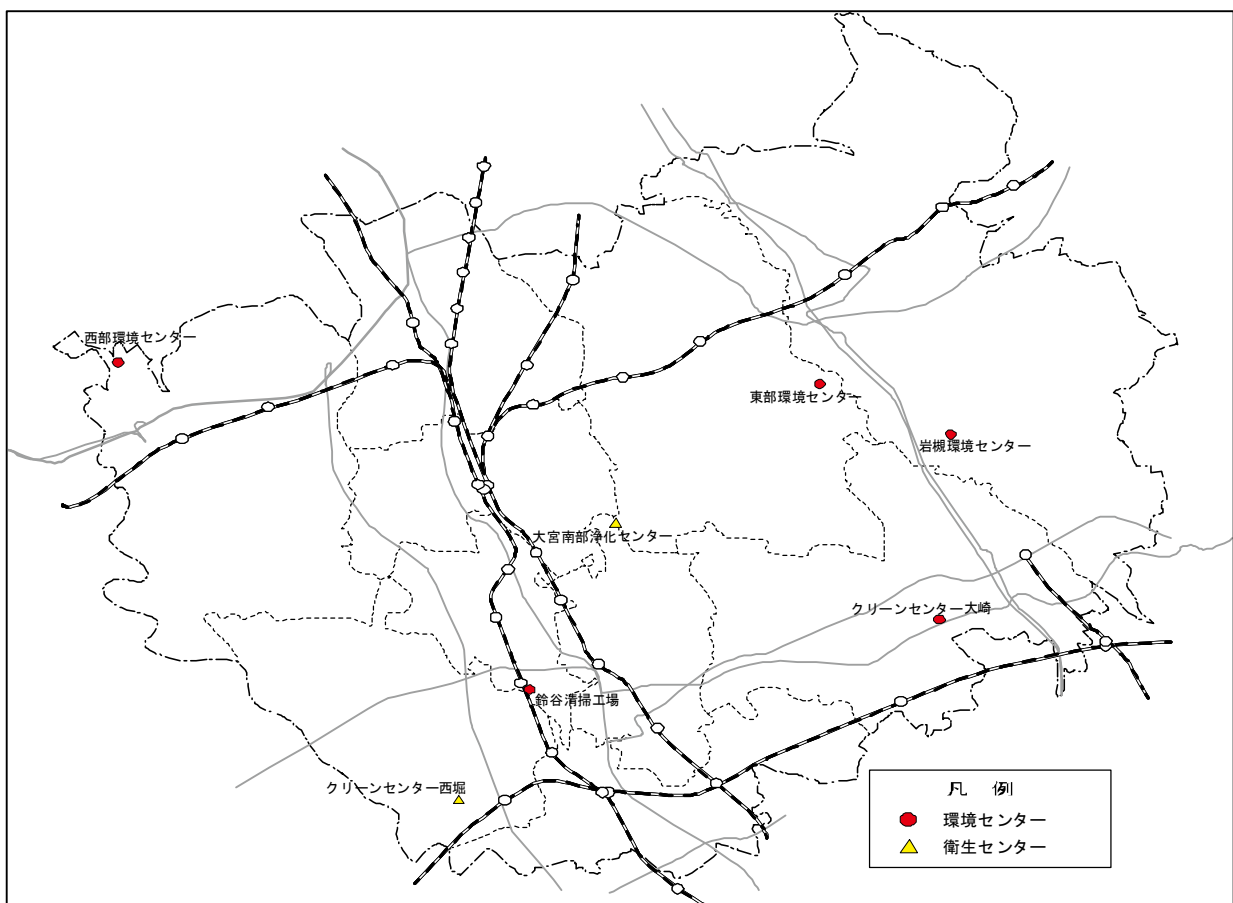 西部環境センター
東部環境センター
岩槻環境センター
大宮南部浄化センター
クリーンセンター大崎
鈴谷清掃工場
クリーンセンター西堀
凡 例
環境センター
衛生センター